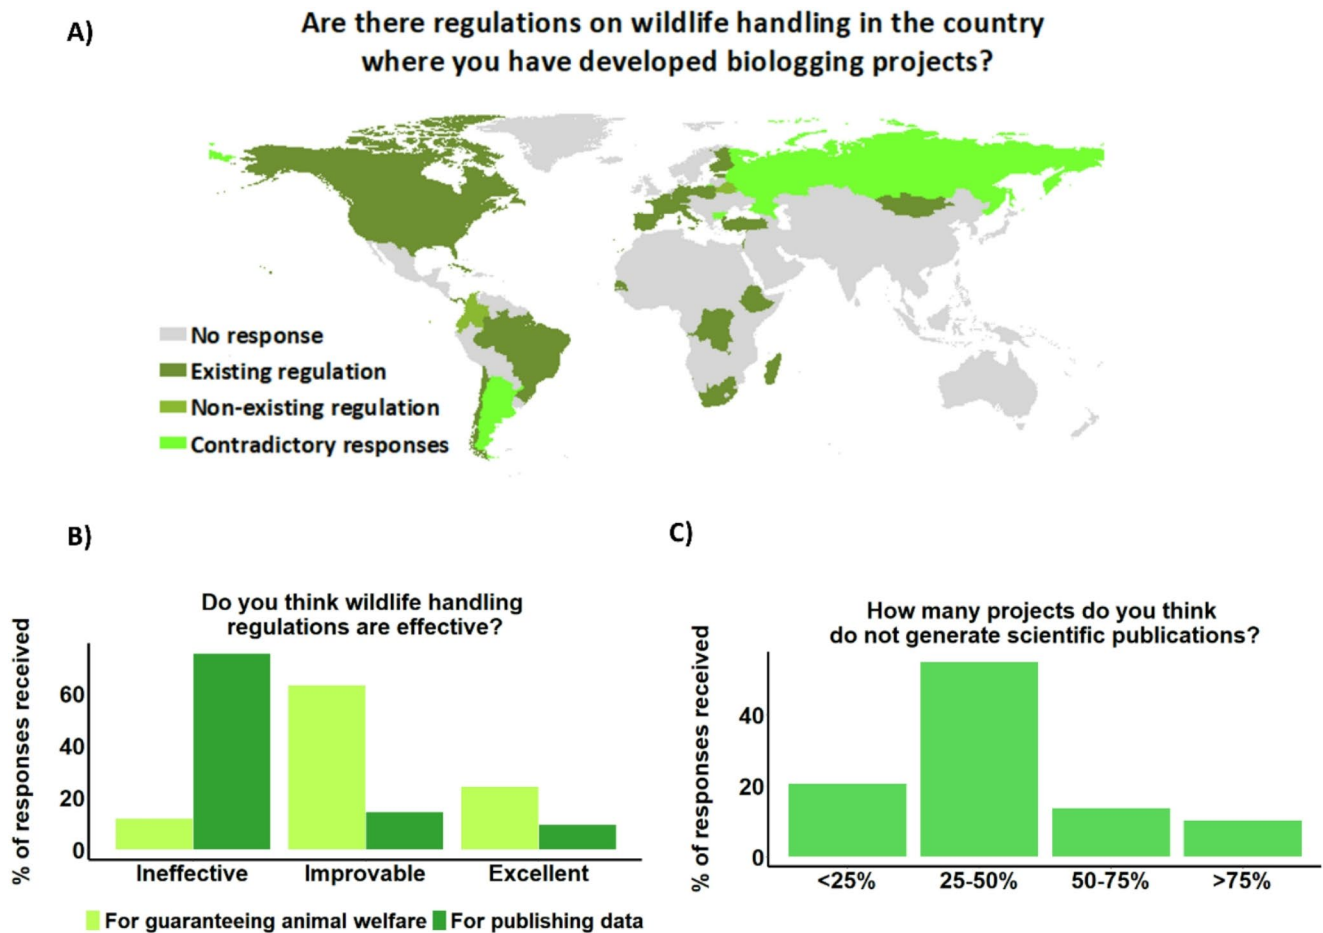 A)
Are there regulations on wildlife handling in the country
where you have developed biologging projects?
No response
Existing regulation
Non-existing regulation
Contradictory responses
B)
Do you think wildlife handling
regulations are effective?
% of responses received
60
40
20
0
Ineffective Improvable Excellent
For guaranteeing animal welfare For publishing data
C)
How many projects do you think
do not generate scientific publications?
% of responses received
40
20
0
<25% 25-50% 50-75% >75%